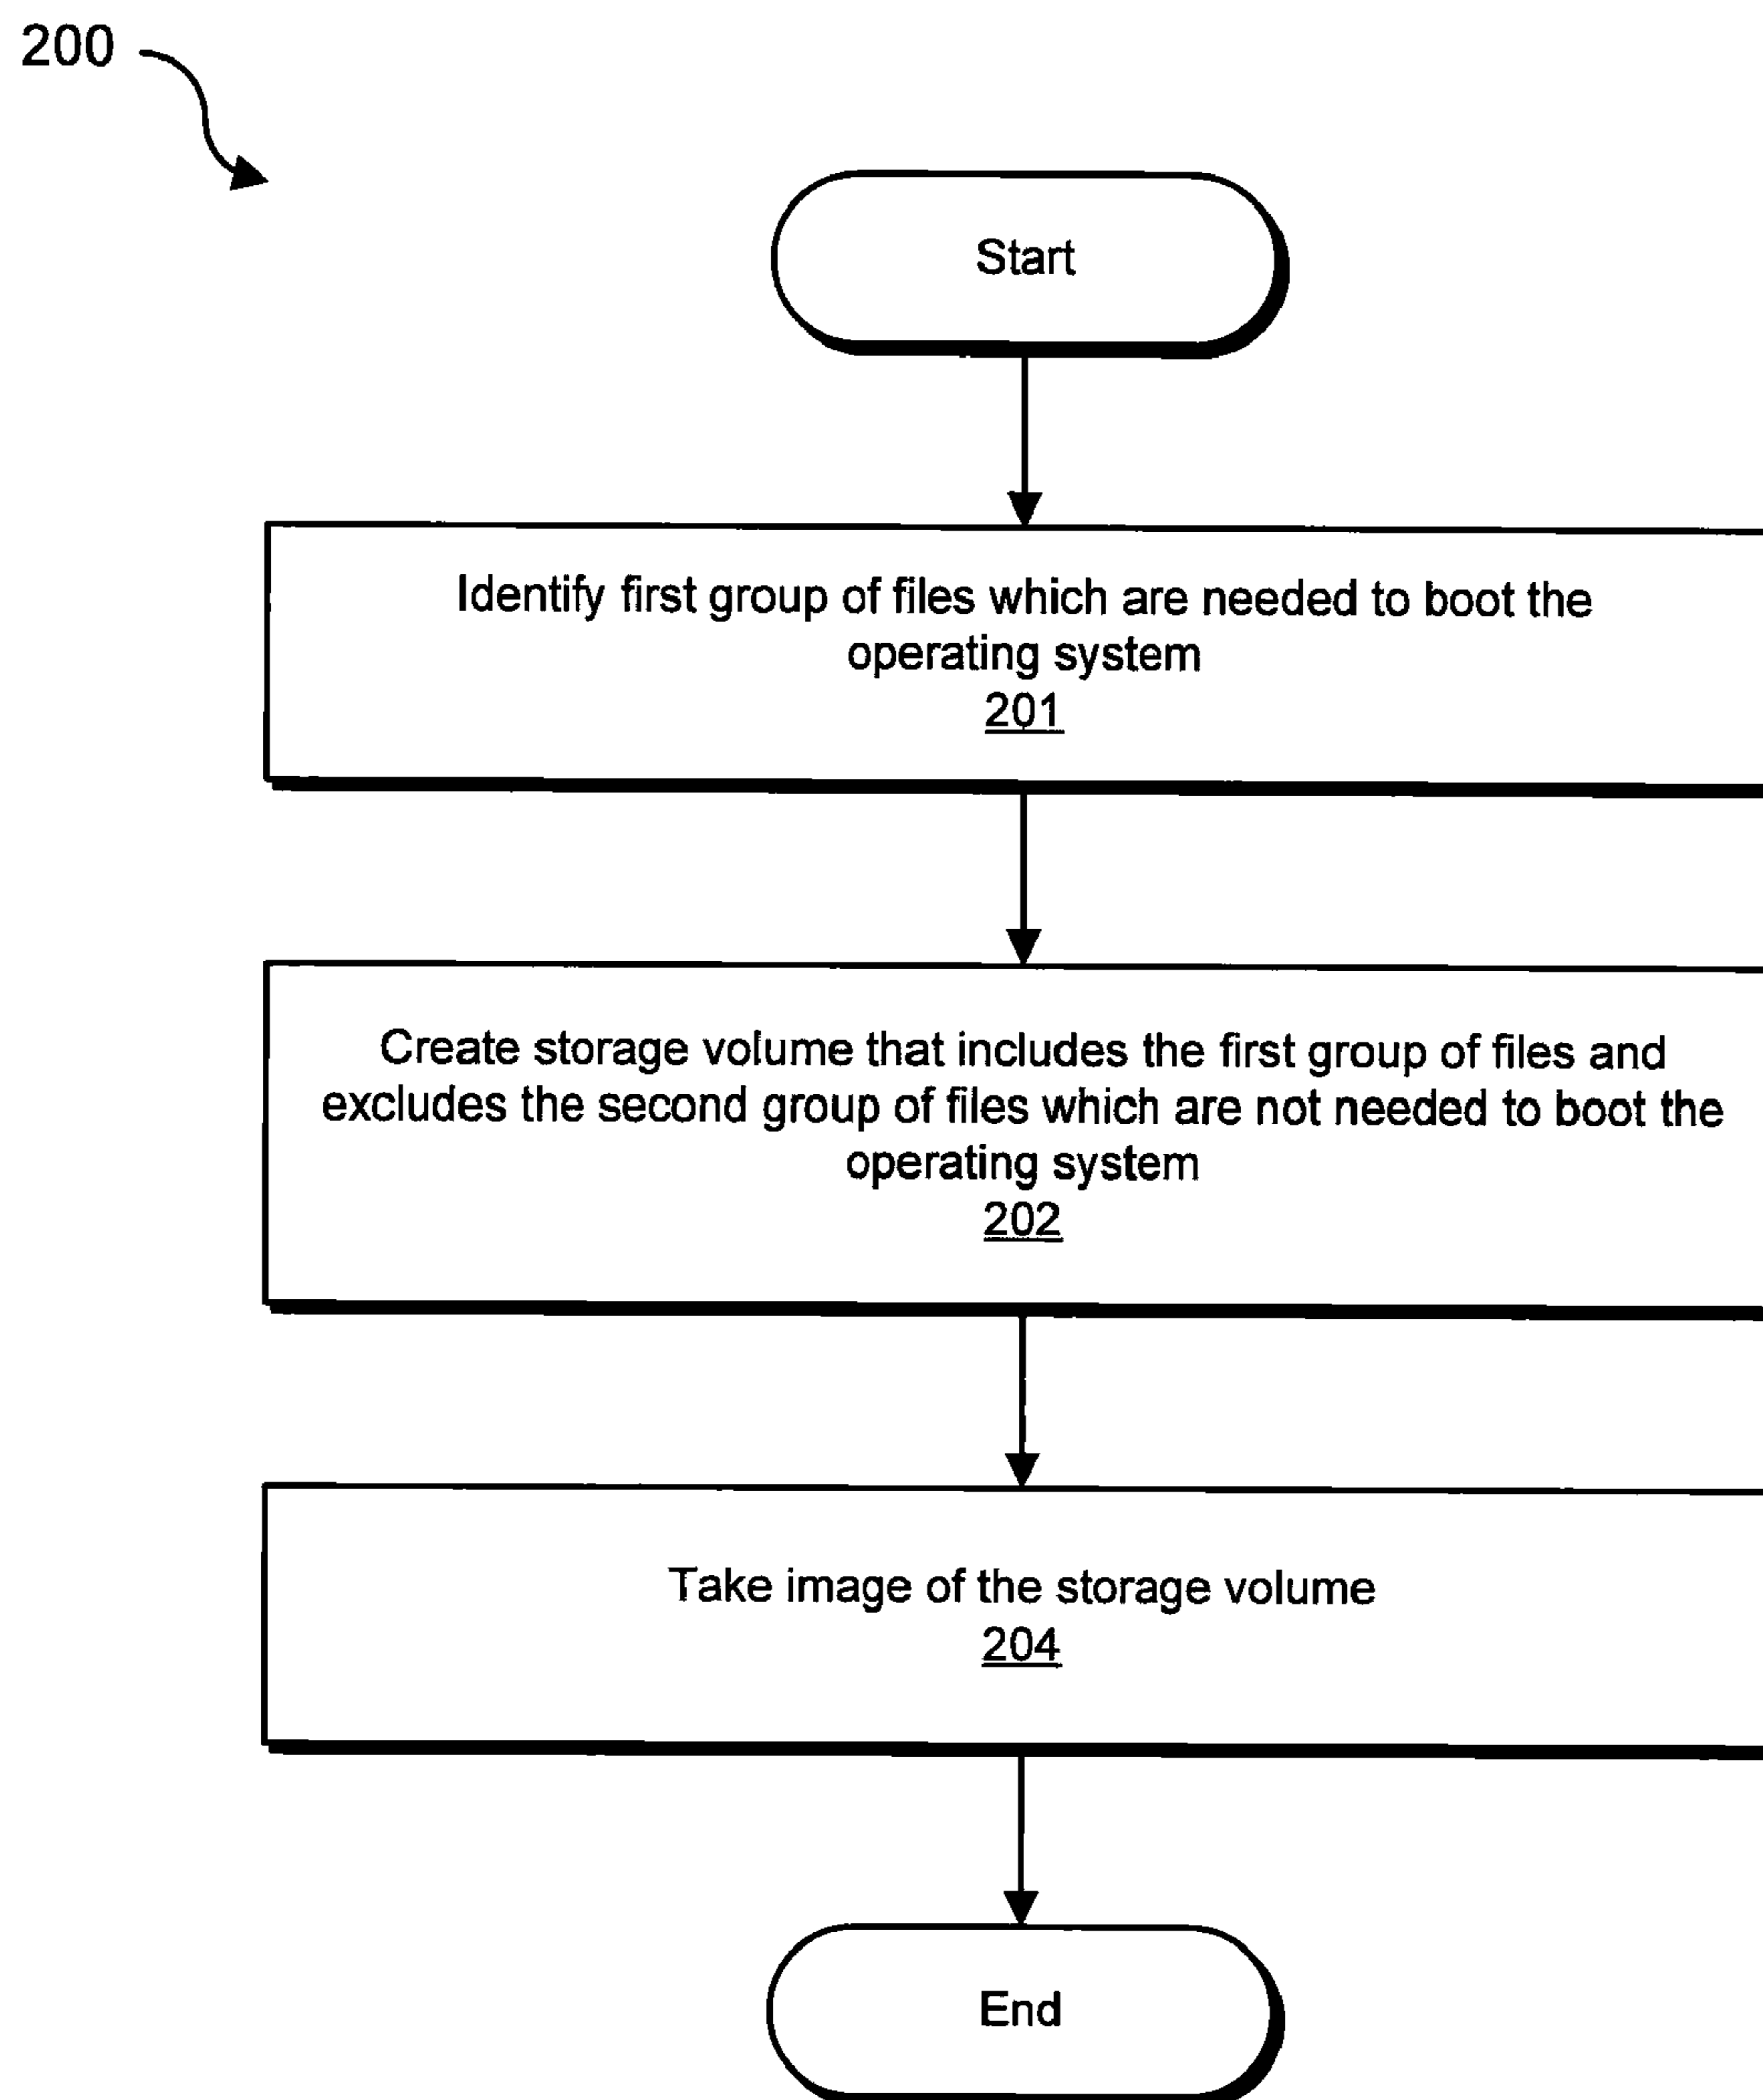 200
Start
Identify first group of files which are needed to boot the
operating system
201
Create storage volume that includes the first group of files and
excludes the second group of files which are not needed to boot the
operating system
202
Take image of the storage volume
204
End